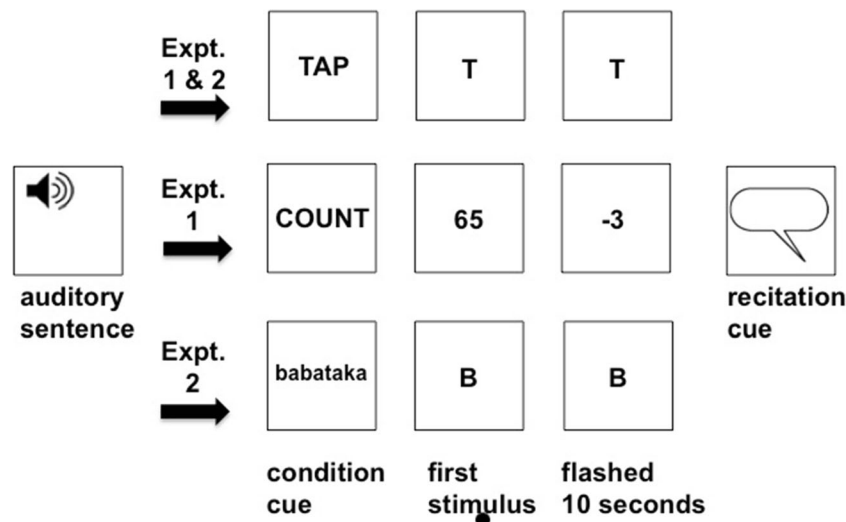 Expt.
1 & 2
TAP
T
T
auditory
sentence
Expt.
1
COUNT
65
-3
recitation
cue
Expt.
2
babataka
B
B
condition
cue
first
stimulus
flashed
10 seconds